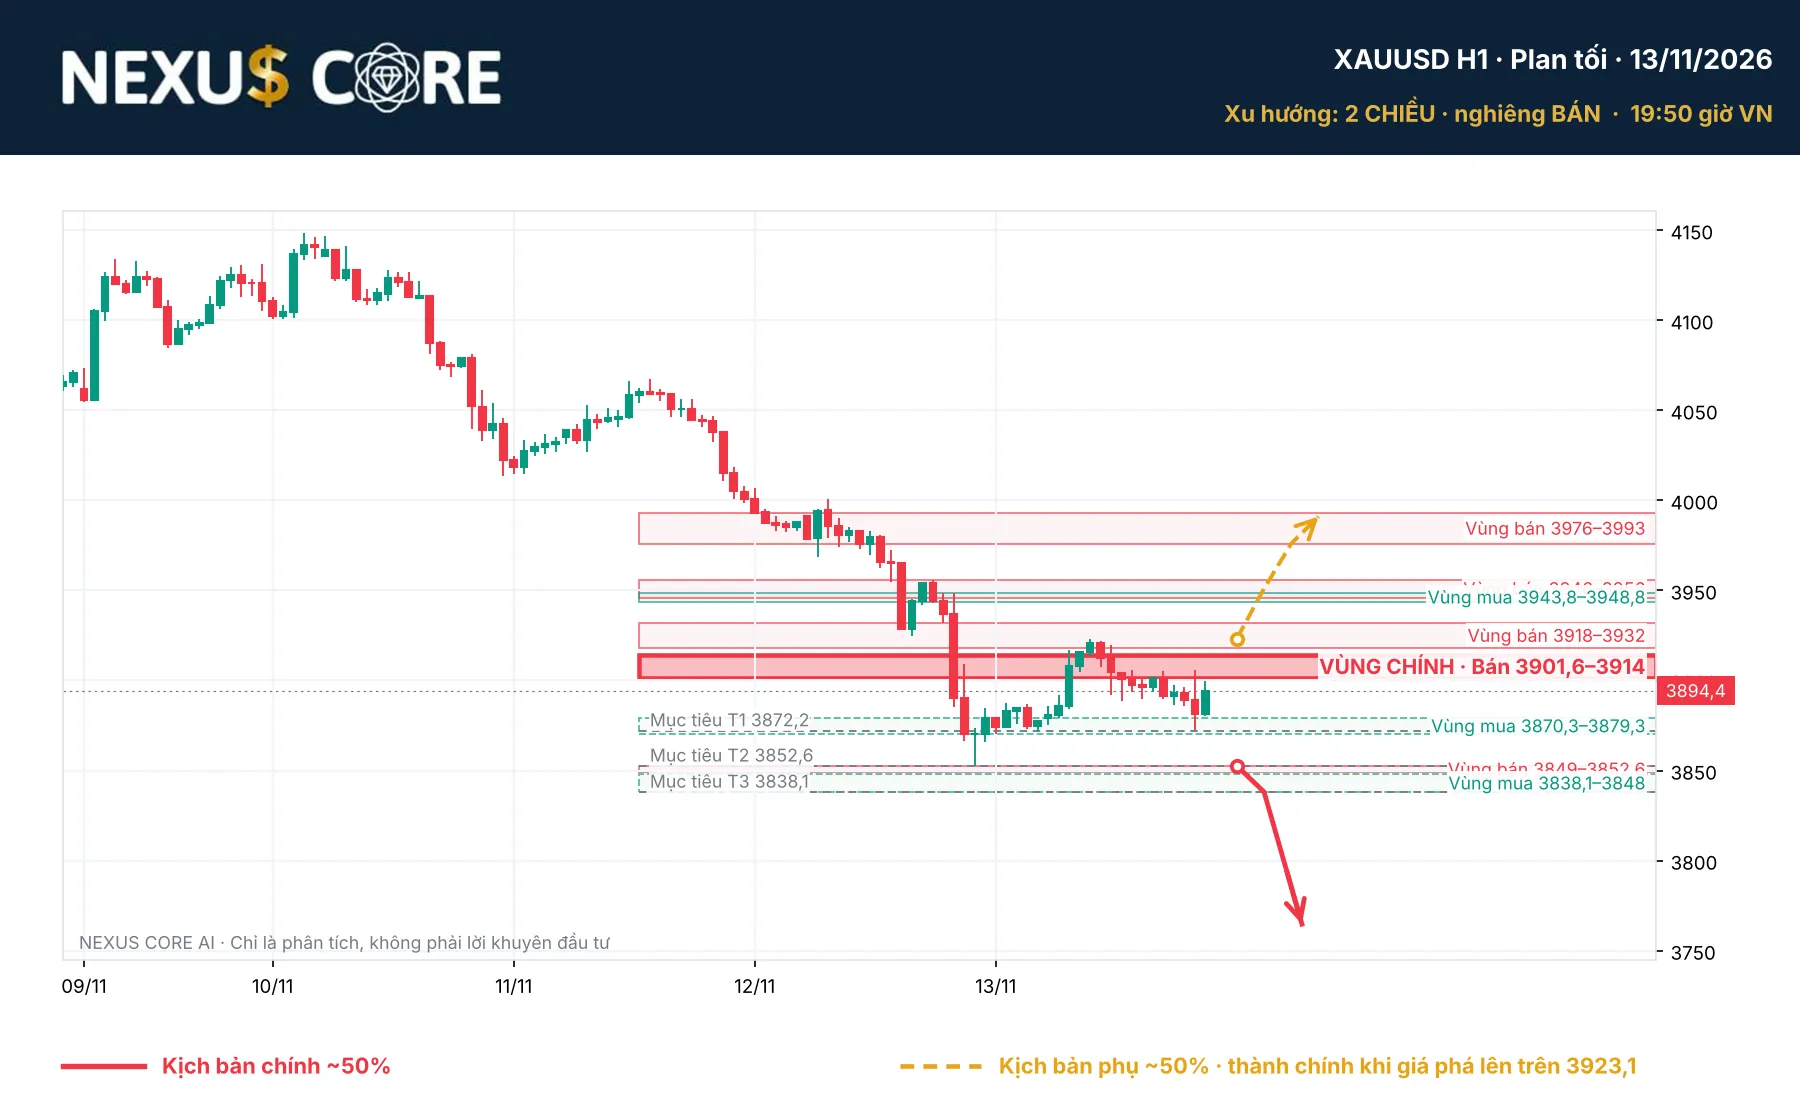 NEXU$ CORE
XAUUSD H1 · Plan tối · 13/11/2026
Xu hướng: 2 CHIỀU · nghiêng BÁN · 19:50 giờ VN
4150
4100
4050
4000
Vùng bán 3976–3993
3950
Vùng mua 3943,8–3948,8
Vùng bán 3918–3932
VÙNG CHÍNH · Bán 3901,6–3914
3894,4
Mục tiêu T1 3872,2
Vùng mua 3870,3–3879,3
Mục tiêu T2 3852,6
Vùng bán 3849–3852,6
3850
Mục tiêu T3 3838,1
Vùng mua 3838,1–3848
3800
3750
NEXUS CORE AI · Chỉ là phân tích, không phải lời khuyên đầu tư
09/11 10/11 11/11 12/11 13/11
Kịch bản chính ~50%
Kịch bản phụ ~50% · thành chính khi giá phá lên trên 3923,1